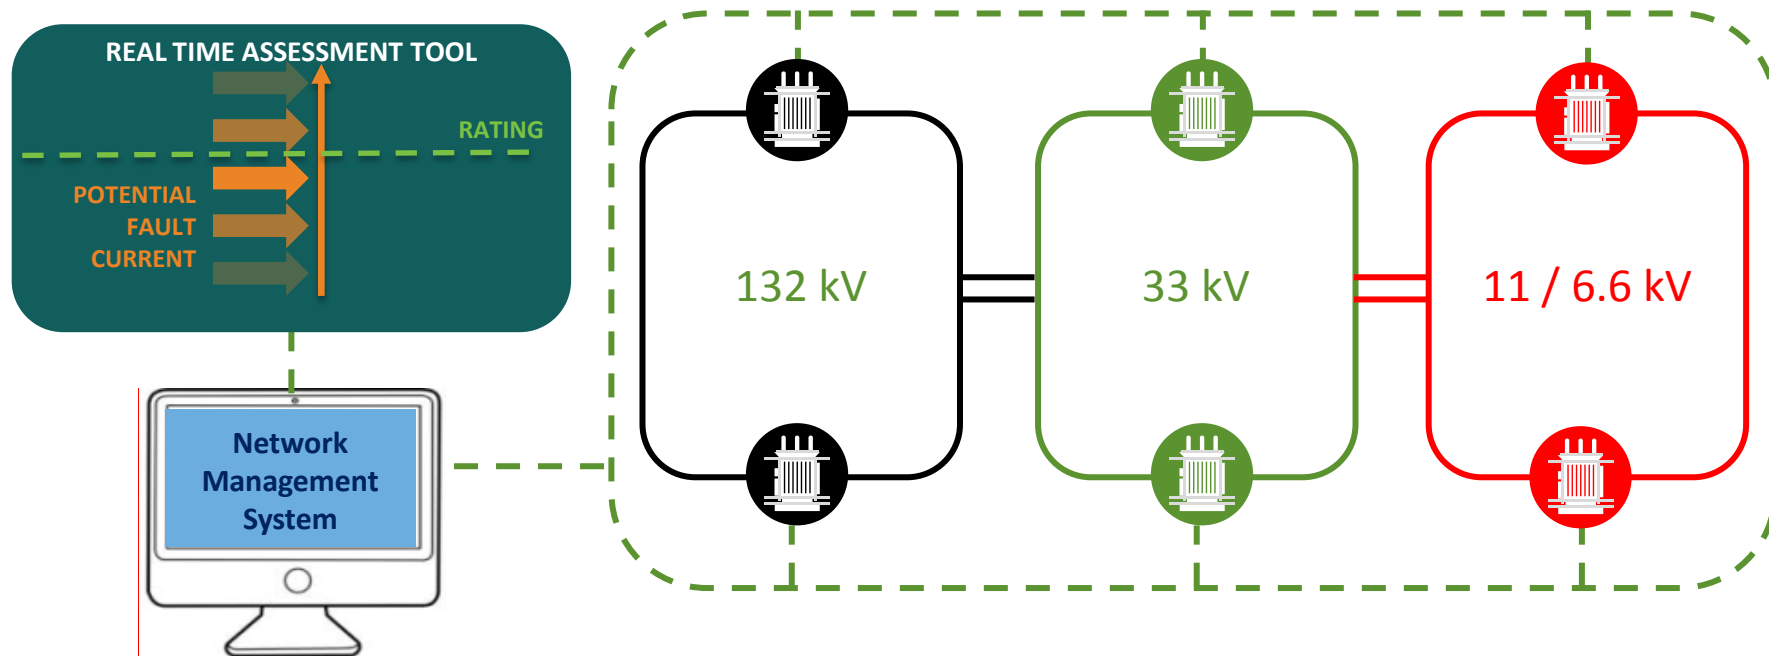 REAL TIME ASSESSMENT TOOL
RATING
POTENTIAL
FAULT
CURRENT
Network
Management
System
132 kV
33 kV
11 / 6.6 kV